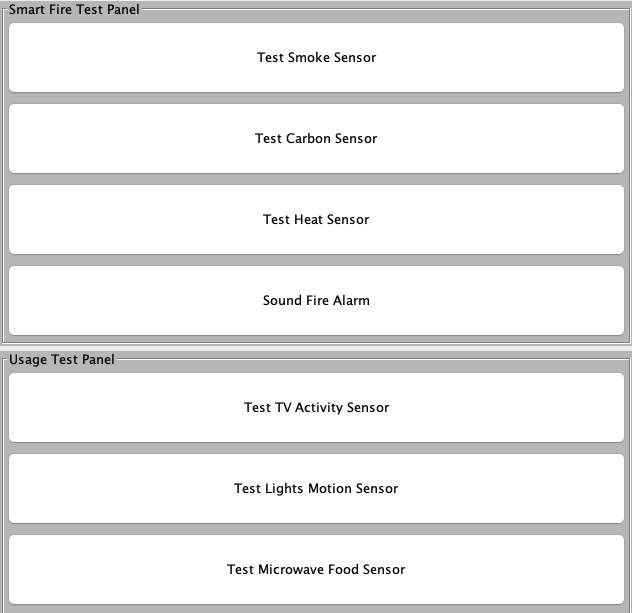 Smart Fire Test Panel
Test Smoke Sensor
Test Carbon Sensor
Test Heat Sensor
Sound Fire Alarm
Usage Test Panel
Test TV Activity Sensor
Test Lights Motion Sensor
Test Microwave Food Sensor